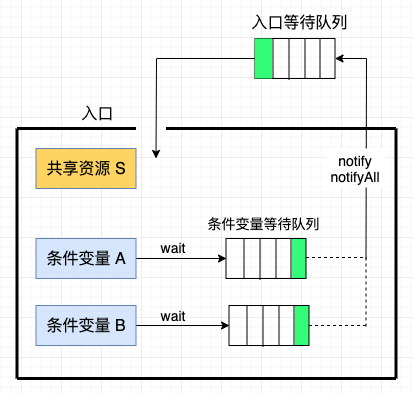 入口等待队列
入口
共享资源 S
notify
notifyAll
条件变量等待队列
条件变量 A
wait
条件变量 B
wait